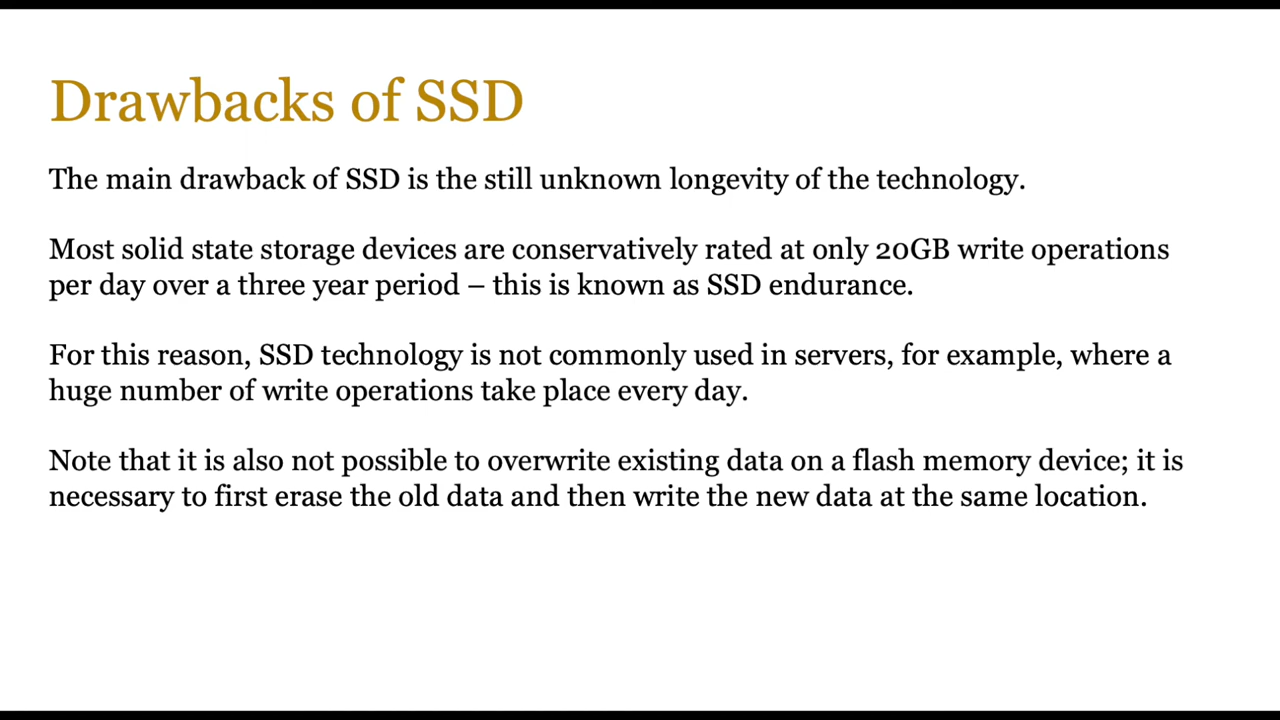 Drawbacks of SSD
The main drawback of SSD is the still unknown longevity of the technology.
Most solid state storage devices are conservatively rated at only 20GB write operations
per day over a three year period – this is known as SSD endurance.
For this reason, SSD technology is not commonly used in servers, for example, where a
huge number of write operations take place every day.
Note that it is also not possible to overwrite existing data on a flash memory device; it is
necessary to first erase the old data and then write the new data at the same location.